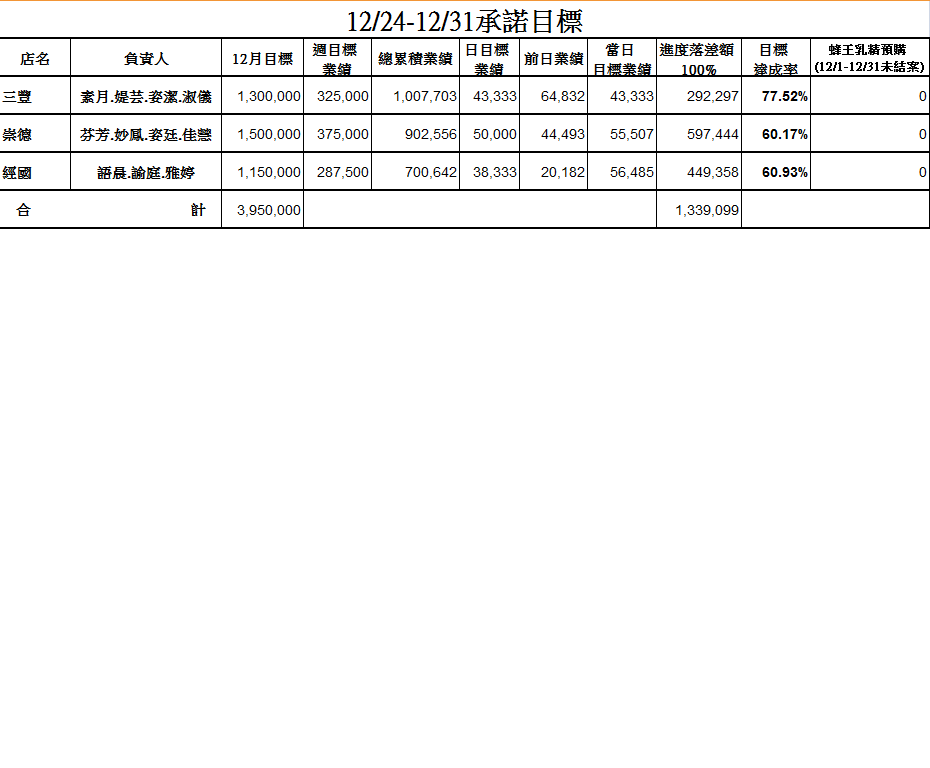 12/24-12/31承諾目標
店名 負責人 12月目標 週目標業績 總累積業績 日目標業績 前日業績 當日目標業績 進度落差額100% 目標達成率 蜂王乳精預購(12/1-12/31未結案)
三豐 素月.媞芸.姿潔.淑儀 1,300,000 325,000 1,007,703 43,333 64,832 43,333 292,297 77.52% 0
崇德 芬芳.妙鳳.姿廷.佳慧 1,500,000 375,000 902,556 50,000 44,493 55,507 597,444 60.17% 0
經國 語晨.諭庭.雅婷 1,150,000 287,500 700,642 38,333 20,182 56,485 449,358 60.93% 0
合計 3,950,000 1,339,099